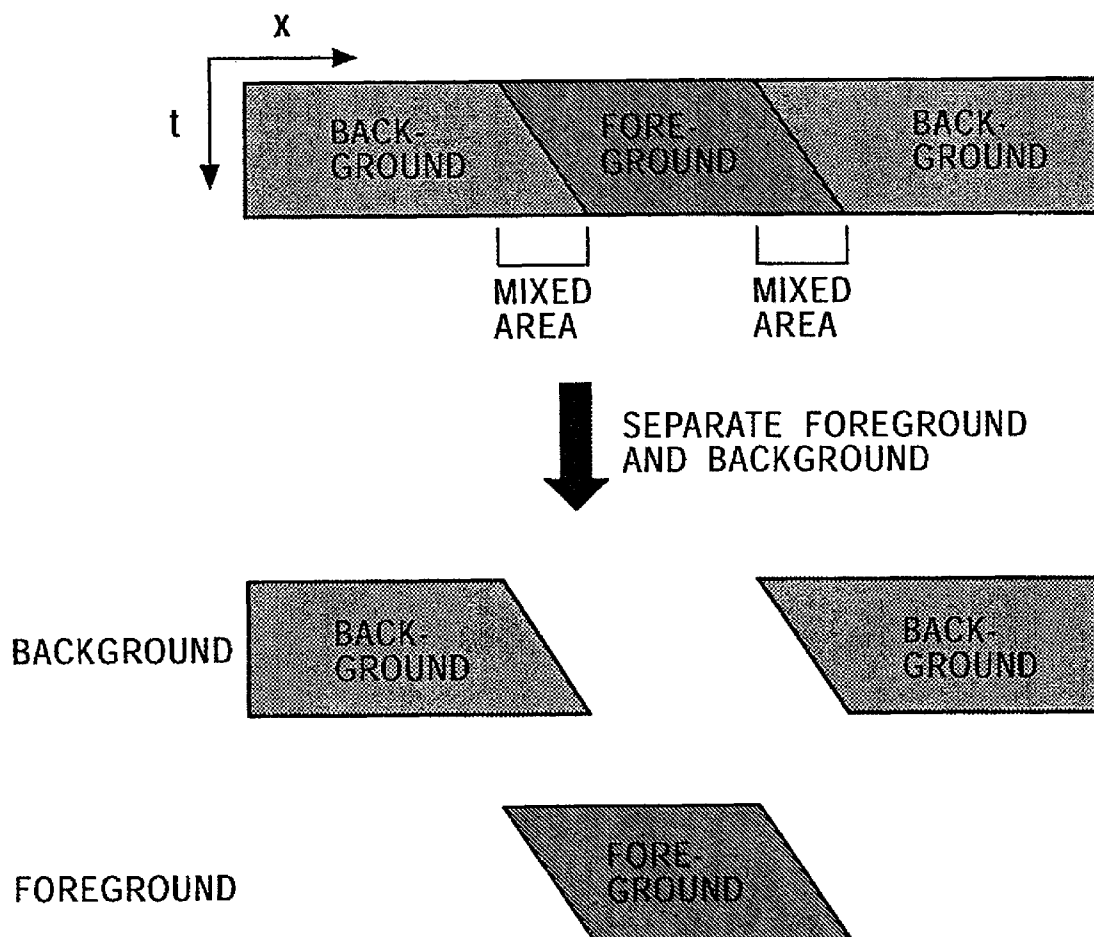 X
t
BACK-
GROUND
FORE-
GROUND
BACK-
GROUND
MIXED
AREA
MIXED
AREA
SEPARATE FOREGROUND
AND BACKGROUND
BACKGROUND
BACK-
GROUND
BACK-
GROUND
FOREGROUND
FORE-
GROUND